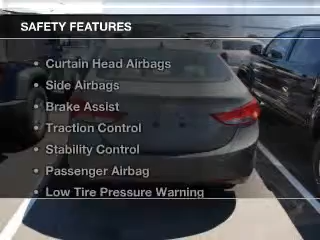 SAFETY FEATURES
• Curtain Head Airbags
• Side Airbags
• Brake Assist
• Traction Control
• Stability Control
• Passenger Airbag
• Low Tire Pressure Warning